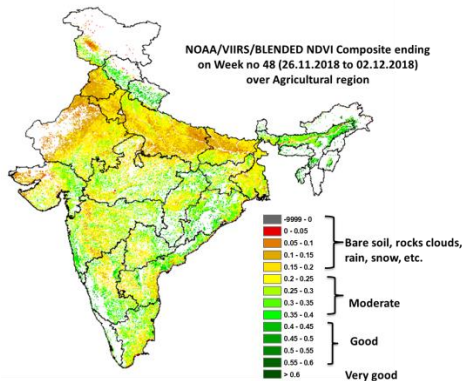 NOAA/VIIRS/BLENDED NDVI Composite ending
on Week no 48 (26.11.2018 to 02.12.2018)
over Agricultural region
-9999 - 0
0 - 0.05
0.05 - 0.1
0.1 - 0.15
0.15 - 0.2
0.2 - 0.25
0.25 - 0.3
0.3 - 0.35
0.35 - 0.4
0.4 - 0.45
0.45 - 0.5
0.5 - 0.55
0.55 - 0.6
> 0.6
Bare soil, rocks clouds,
rain, snow, etc.
Moderate
Good
Very good